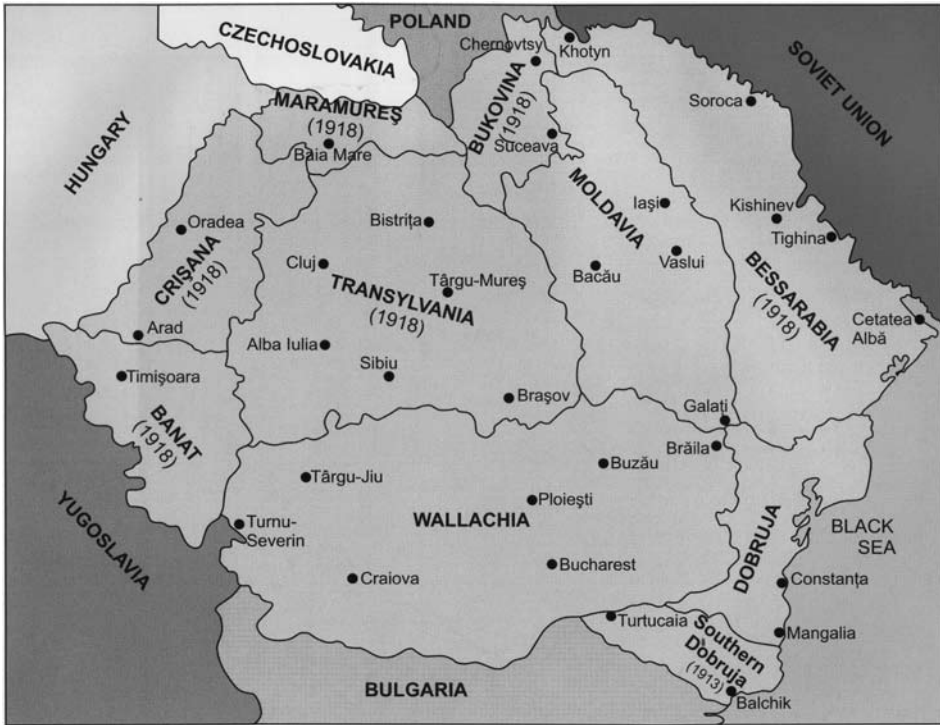 POLAND
CZECHOSLOVAKIA
Chernovtsy
Khotyn
SOVIET UNION
MARAMUREŞ
(1918)
Baia Mare
BUKOVINA
(1918)
Suceava
Soroca
HUNGARY
MOLDAVIA
Iaşi
Kishinev
Tighina
Bistriţa
Oradea
CRIŞANA
(1918)
Cluj
TRANSYLVANIA
(1918)
Târgu-Mureş
Bacău
Vaslui
BESSARABIA
(1918)
Cetatea
Albă
Arad
Alba Iulia
Sibiu
Timişoara
Braşov
BANAT
(1918)
Galaţi
Brăila
Târgu-Jiu
Buzău
Ploieşti
YUGOSLAVIA
Turnu-
Severin
WALLACHIA
BLACK
SEA
DOBRUJA
Craiova
Bucharest
Constanţa
Turtucaia
Southern
Dobruja
(1913)
Mangalia
BULGARIA
Balchik